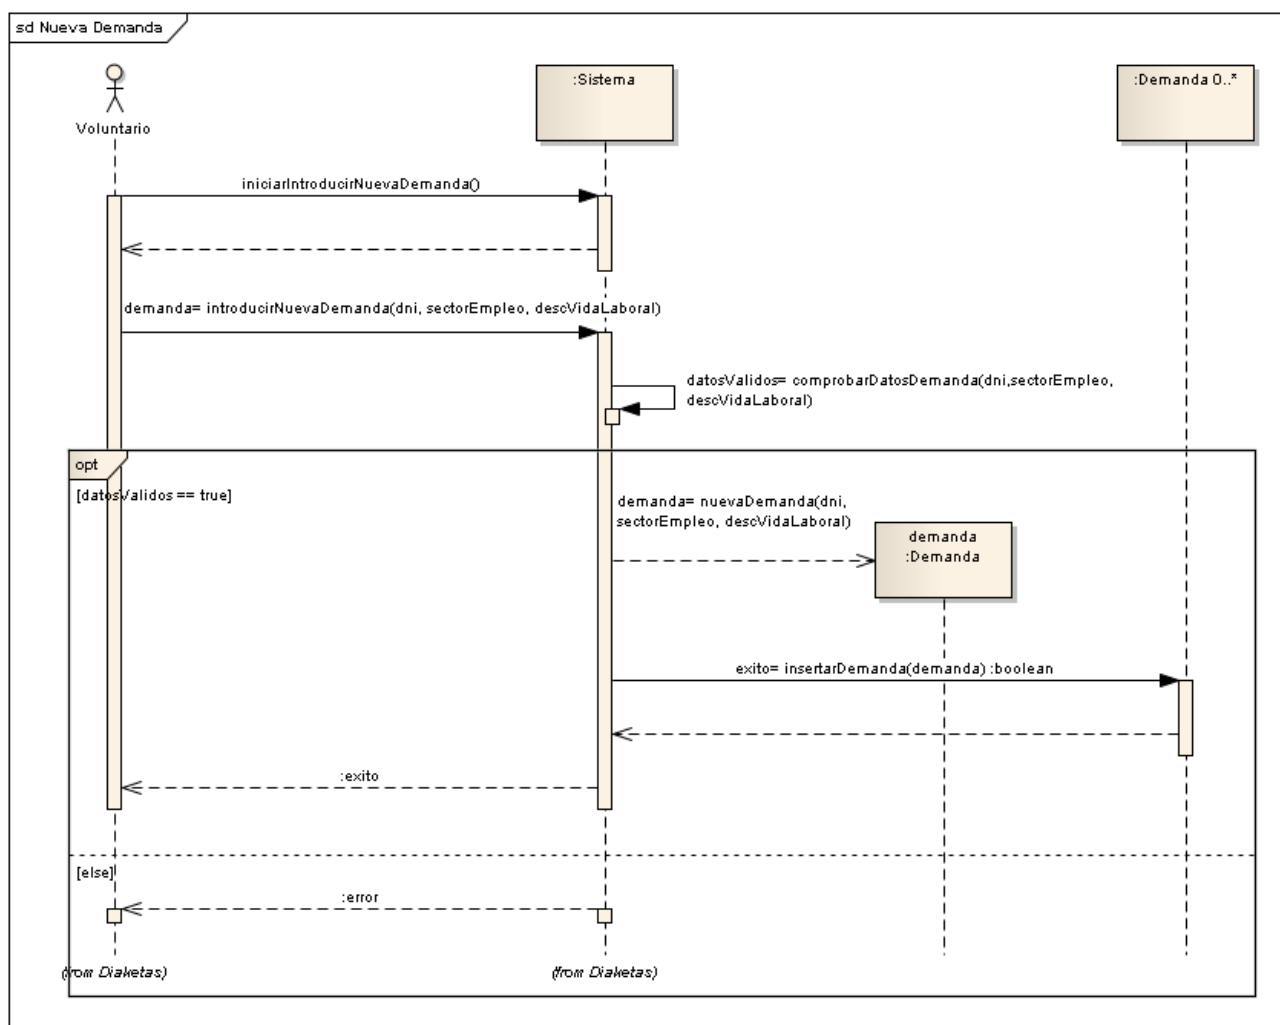 sd Nueva Demanda
Voluntario
:Sistema
:Demanda 0..*
iniciarIntroducirNuevaDemanda()
demanda= introducirNuevaDemanda(dni, sectorEmpleo, descVidaLaboral)
datosValidos= comprobarDatosDemanda(dni,sectorEmpleo,
descVidaLaboral)
opt
[datosValidos == true]
demanda= nuevaDemanda(dni,
sectorEmpleo, descVidaLaboral)
demanda
:Demanda
exito= insertarDemanda(demanda) :boolean
:exito
[else]
:error
(from Diaketas)
(from Diaketas)